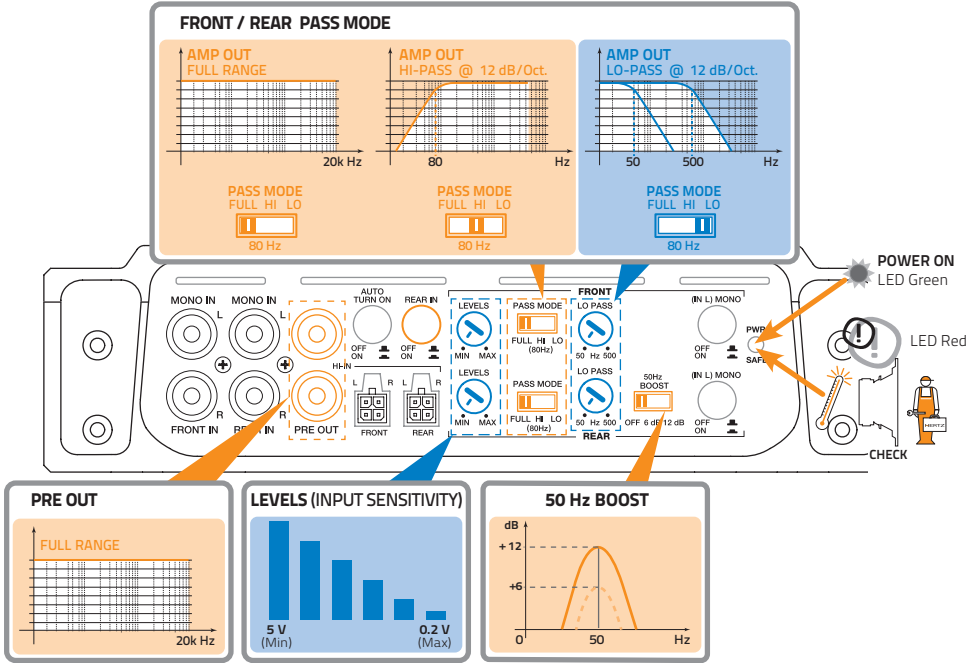 FRONT / REAR PASS MODE
AMP OUT
FULL RANGE
20k Hz
PASS MODE
FULL HI LO
80 Hz
AMP OUT
HI-PASS @ 12 dB/Oct.
80 Hz
PASS MODE
FULL HI LO
80 Hz
AMP OUT
LO-PASS @ 12 dB/Oct.
50 500 Hz
PASS MODE
FULL HI LO
80 Hz
POWER ON
LED Green
LED Red
CHECK
HERTZ
MONO IN MONO IN
L L
R R
FRONT IN
PRE OUT
AUTO
TURN ON
OFF
ON
REAR IN
OFF
ON
HI-IN
L R L R
FRONT REAR
FRONT
LEVELS
MIN MAX
PASS MODE
FULL HI LO
(80Hz)
LO PASS
50 Hz 500
(IN L) MONO
OFF
ON
PWR
SAFE
LEVELS
MIN MAX
PASS MODE
FULL HI LO
(80Hz)
LO PASS
50 Hz 500
REAR
50Hz
BOOST
OFF 6 dB 12 dB
(IN L) MONO
OFF
ON
PRE OUT
FULL RANGE
20k Hz
LEVELS (INPUT SENSITIVITY)
5 V
(Min)
0.2 V
(Max)
50 Hz BOOST
dB
+12
+6
0 50 Hz